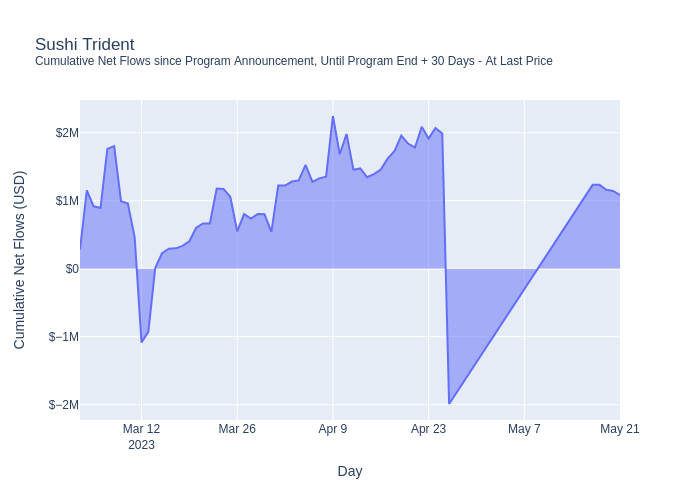 Sushi Trident
Cumulative Net Flows since Program Announcement, Until Program End + 30 Days - At Last Price
Cumulative Net Flows (USD)
$2M
$1M
$0
$−1M
$−2M
Mar 12
2023
Mar 26
Apr 9
Apr 23
May 7
May 21
Day